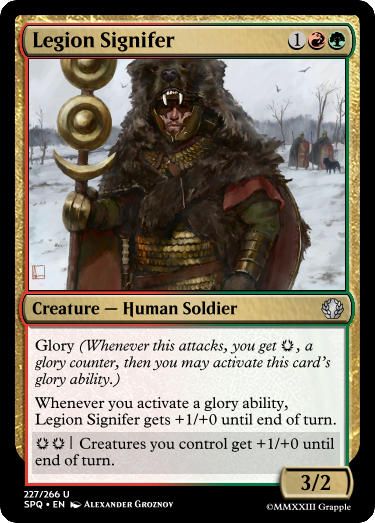 Legion Signifer 1
Creature — Human Soldier
Glory (Whenever this attacks, you get , a
glory counter, then you may activate this card's
glory ability.)
Whenever you activate a glory ability,
Legion Signifer gets +1/+0 until end of turn.
| Creatures you control get +1/+0 until
end of turn.
3/2
227/266 U
SPQ • EN Alexander Groznov
©MMXXIII Grapple